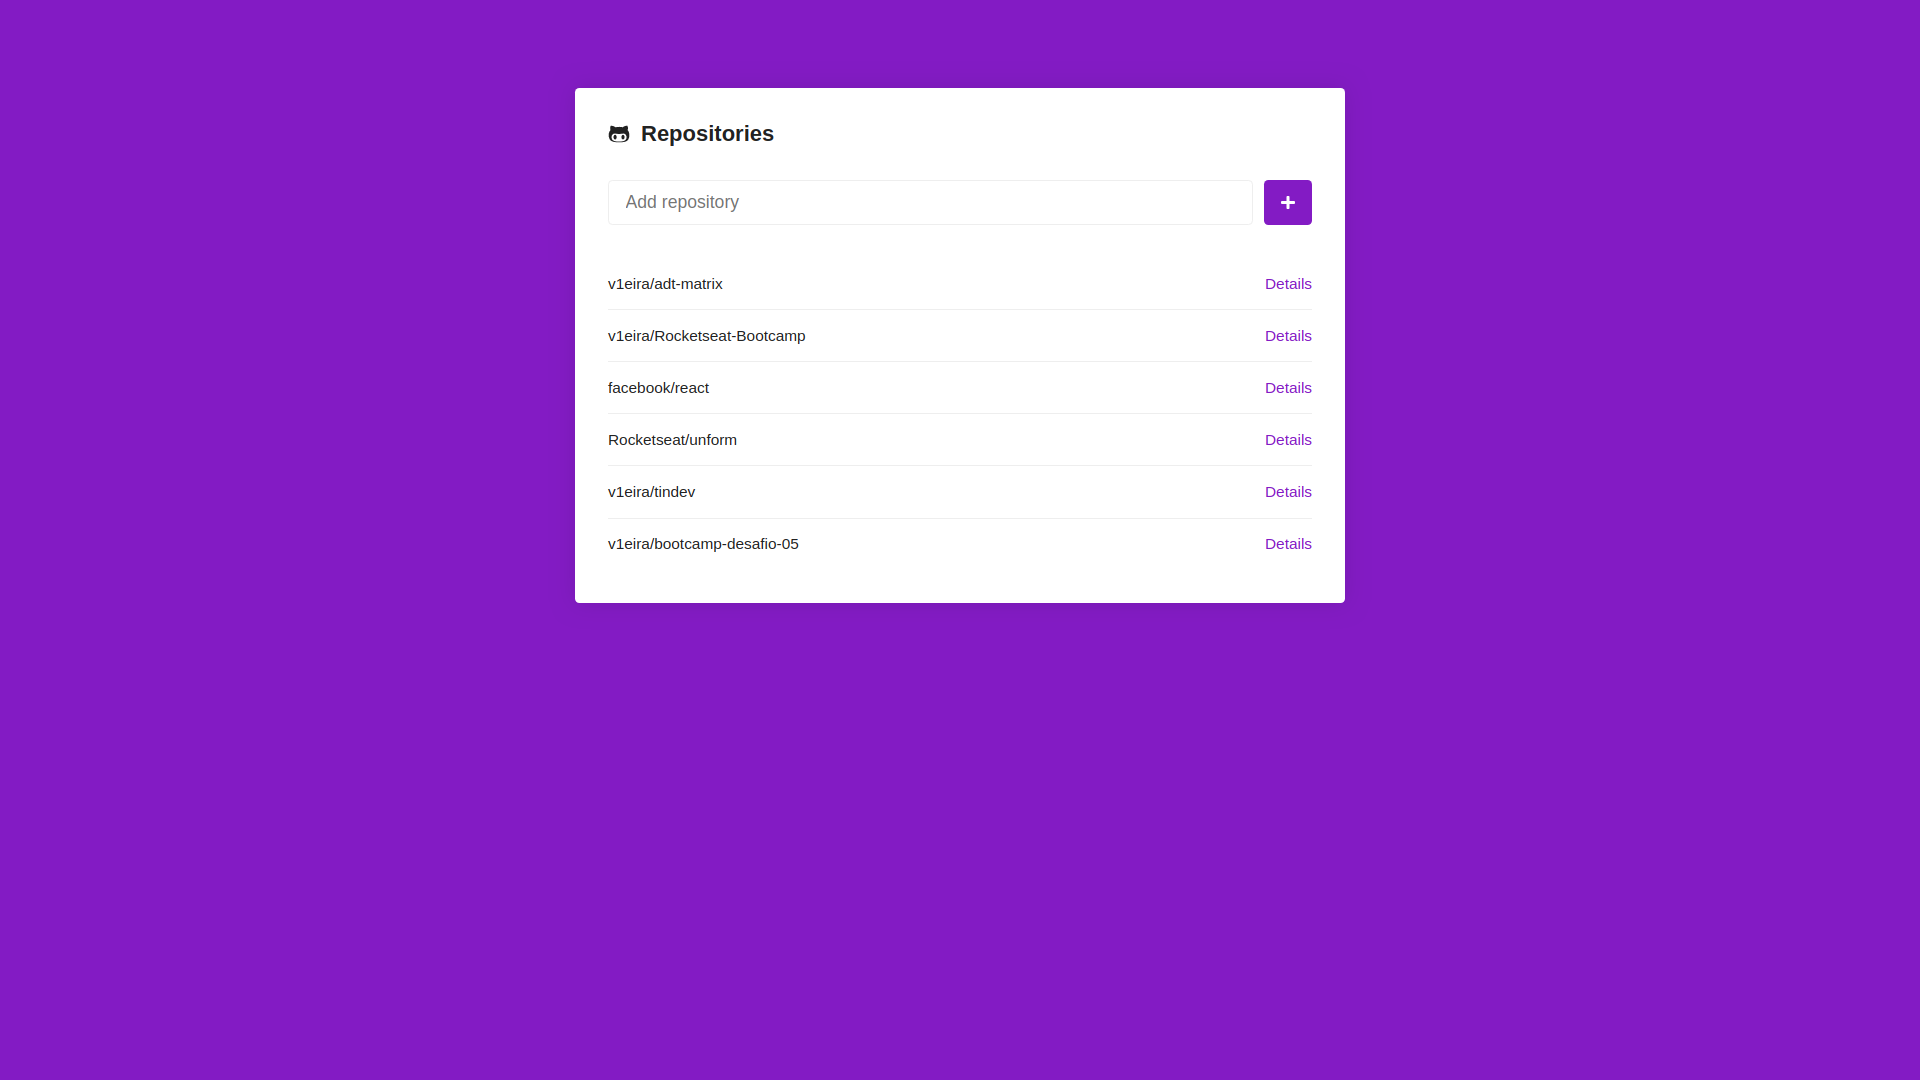 Repositories
Add repository
+
v1eira/adt-matrix Details
v1eira/Rocketseat-Bootcamp Details
facebook/react Details
Rocketseat/unform Details
v1eira/tindev Details
v1eira/bootcamp-desafio-05 Details